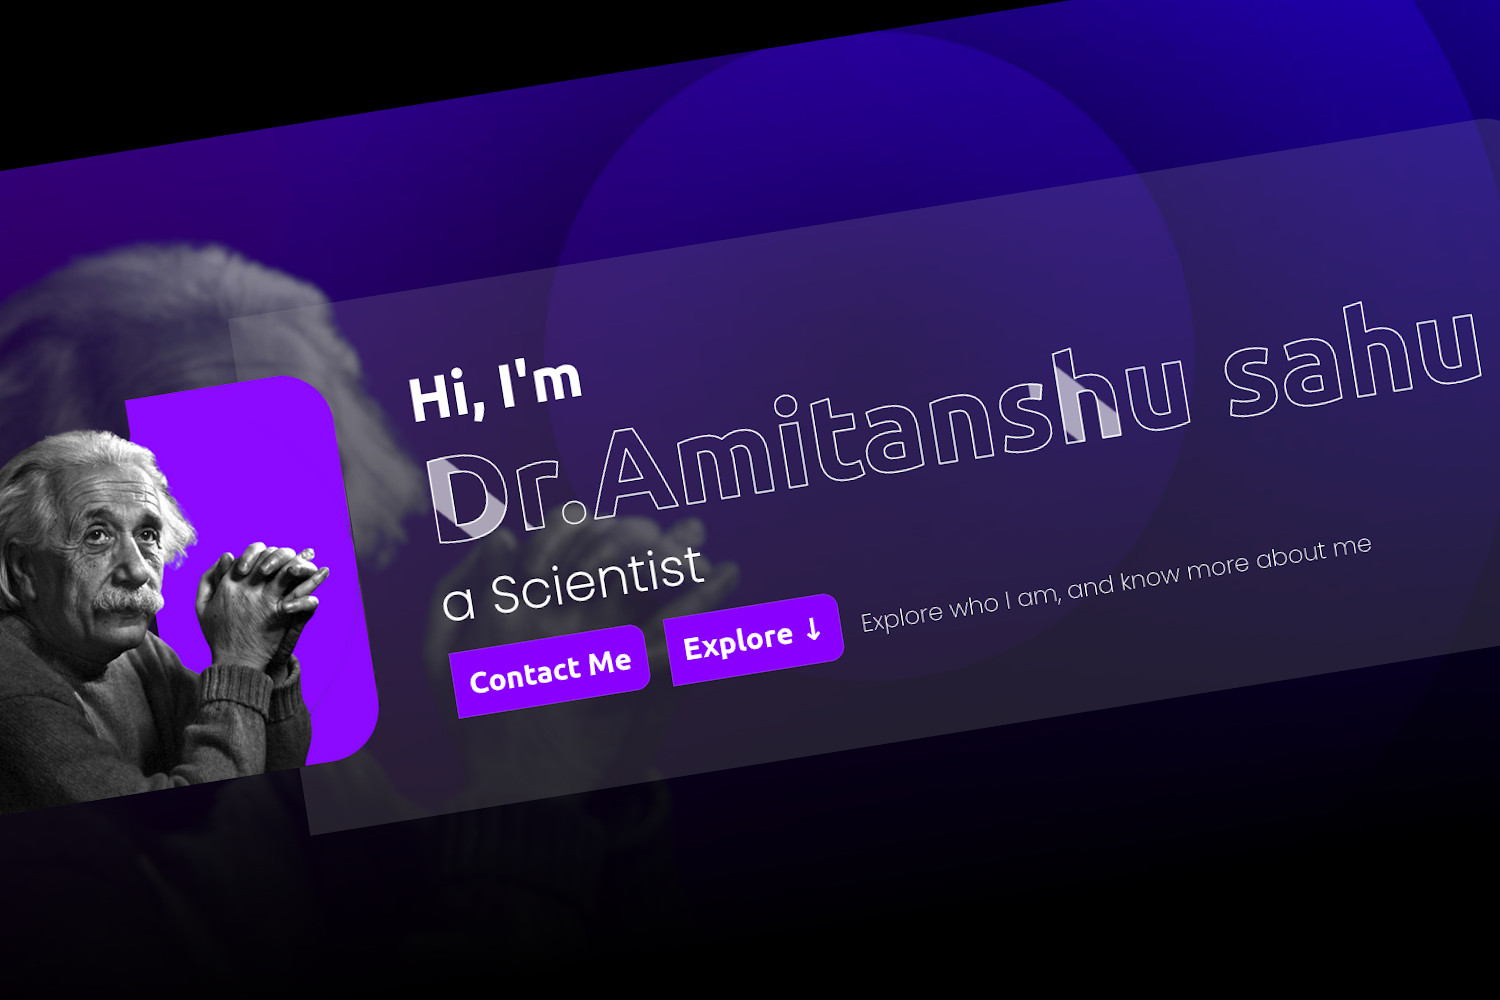 Hi, I'm
Dr.Amitanshu sahu
a Scientist
Contact Me
Explore ↓
Explore who I am, and know more about me